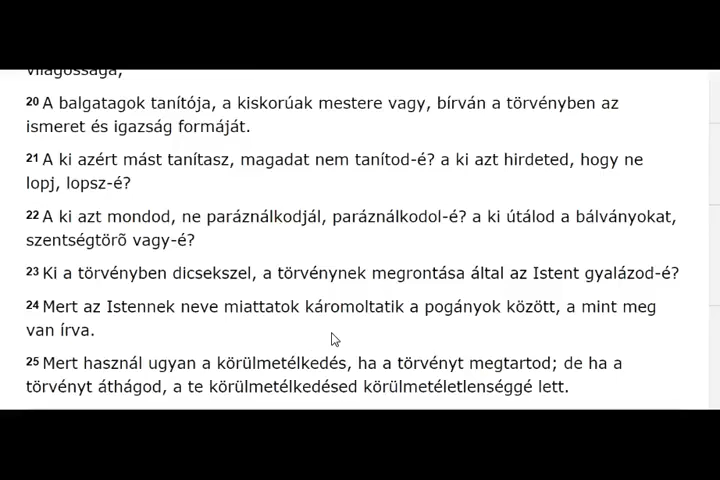 világossága,
20 A balgatagok tanítója, a kiskorúak mestere vagy, bírván a törvényben az
ismeret és igazság formáját.
21 A ki azért mást tanítasz, magadat nem tanítod-é? a ki azt hirdeted, hogy ne
lopj, lopsz-é?
22 A ki azt mondod, ne paráználkodjál, paráználkodol-é? a ki útálod a bálványokat,
szentségtörõ vagy-é?
23 Ki a törvényben dicsekszel, a törvénynek megrontása által az Istent gyalázod-é?
24 Mert az Istennek neve miattatok káromoltatik a pogányok között, a mint meg
van írva.
25 Mert használ ugyan a körülmetélkedés, ha a törvényt megtartod; de ha a
törvényt áthágod, a te körülmetélkedésed körülmetéletlenséggé lett.